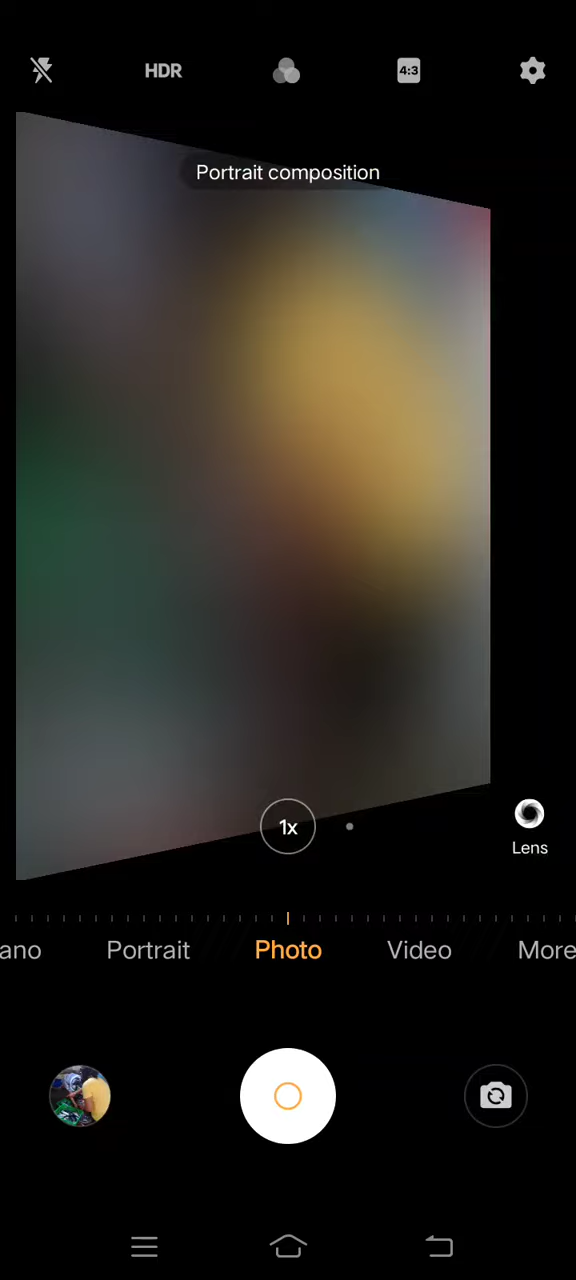 HDR
4:3
Portrait composition
1x
Lens
ano Portrait Photo Video More